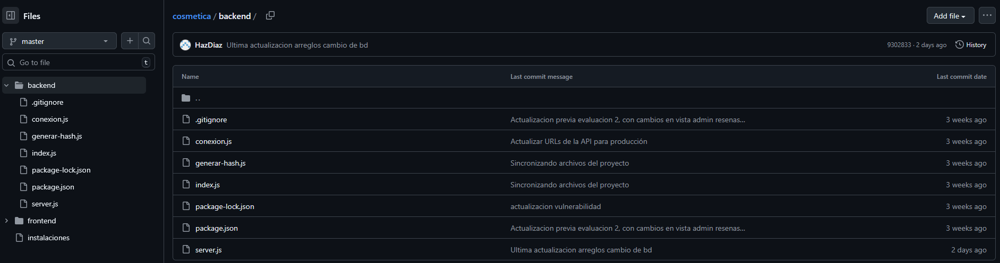 Files
master
Go to file
t
backend
.gitignore
conexion.js
generar-hash.js
index.js
package-lock.json
package.json
server.js
frontend
instalaciones
cosmetica / backend /
Add file
HazDiaz Ultima actualizacion arreglos cambio de bd
9302833 · 2 days ago
History
Name Last commit message Last commit date
..
.gitignore Actualizacion previa evaluacion 2, con cambios en vista admin resenas... 3 weeks ago
conexion.js Actualizar URLs de la API para producción 3 weeks ago
generar-hash.js Sincronizando archivos del proyecto 3 weeks ago
index.js Sincronizando archivos del proyecto 3 weeks ago
package-lock.json actualizacion vulnerabilidad 3 weeks ago
package.json Actualizacion previa evaluacion 2, con cambios en vista admin resenas... 3 weeks ago
server.js Ultima actualizacion arreglos cambio de bd 2 days ago